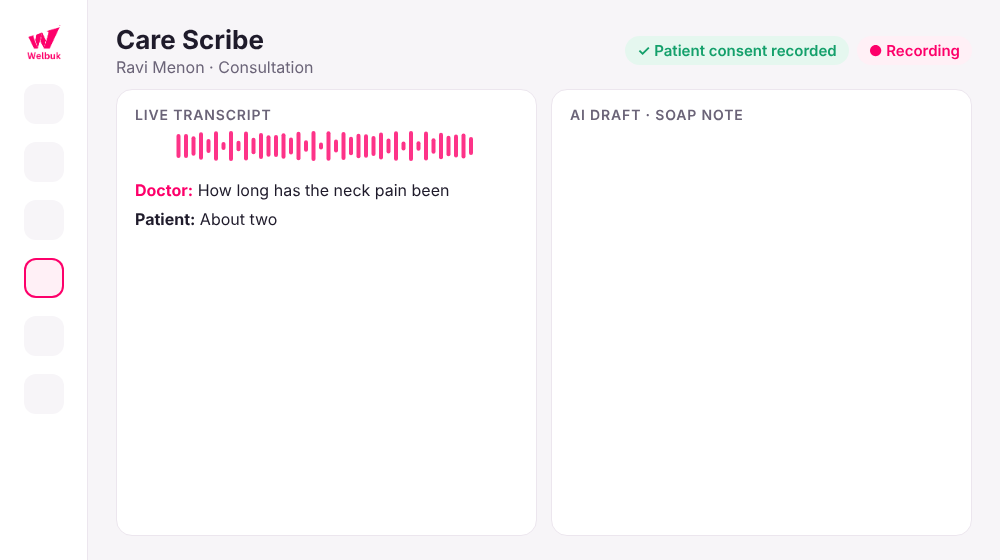 Welbuk
Care Scribe
Ravi Menon · Consultation
✓ Patient consent recorded
● Recording
LIVE TRANSCRIPT
Doctor: How long has the neck pain been
Patient: About two
AI DRAFT · SOAP NOTE